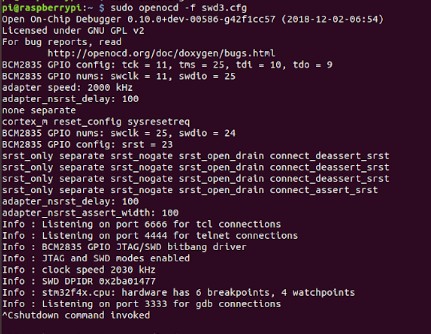 pi@raspberrypi:~ $ sudo openocd -f swd3.cfg
Open On-Chip Debugger 0.10.0+dev-00586-g42f1cc57 (2018-12-02-06:54)
Licensed under GNU GPL v2
For bug reports, read
http://openocd.org/doc/doxygen/bugs.html
BCM2835 GPIO config: tck = 11, tms = 25, tdi = 10, tdo = 9
BCM2835 GPIO nums: swclk = 11, swdio = 25
adapter speed: 2000 kHz
adapter_nsrst_delay: 100
none separate
cortex_m reset_config sysresetreq
BCM2835 GPIO nums: swclk = 25, swdio = 24
BCM2835 GPIO config: srst = 23
srst_only separate srst_nogate srst_open_drain connect_deassert_srst
srst_only separate srst_nogate srst_open_drain connect_deassert_srst
srst_only separate srst_nogate srst_open_drain connect_assert_srst
srst_only separate srst_nogate srst_open_drain connect_assert_srst
adapter_nsrst_delay: 100
adapter_nsrst_assert_width: 100
Info : Listening on port 6666 for tcl connections
Info : Listening on port 4444 for telnet connections
Info : BCM2835 GPIO JTAG/SWD bitbang driver
Info : JTAG and SWD modes enabled
Info : clock speed 2030 kHz
Info : SWD DPIDR 0x2ba01477
Info : stm32f4x.cpu: hardware has 6 breakpoints, 4 watchpoints
Info : Listening on port 3333 for gdb connections
^Cshutdown command invoked